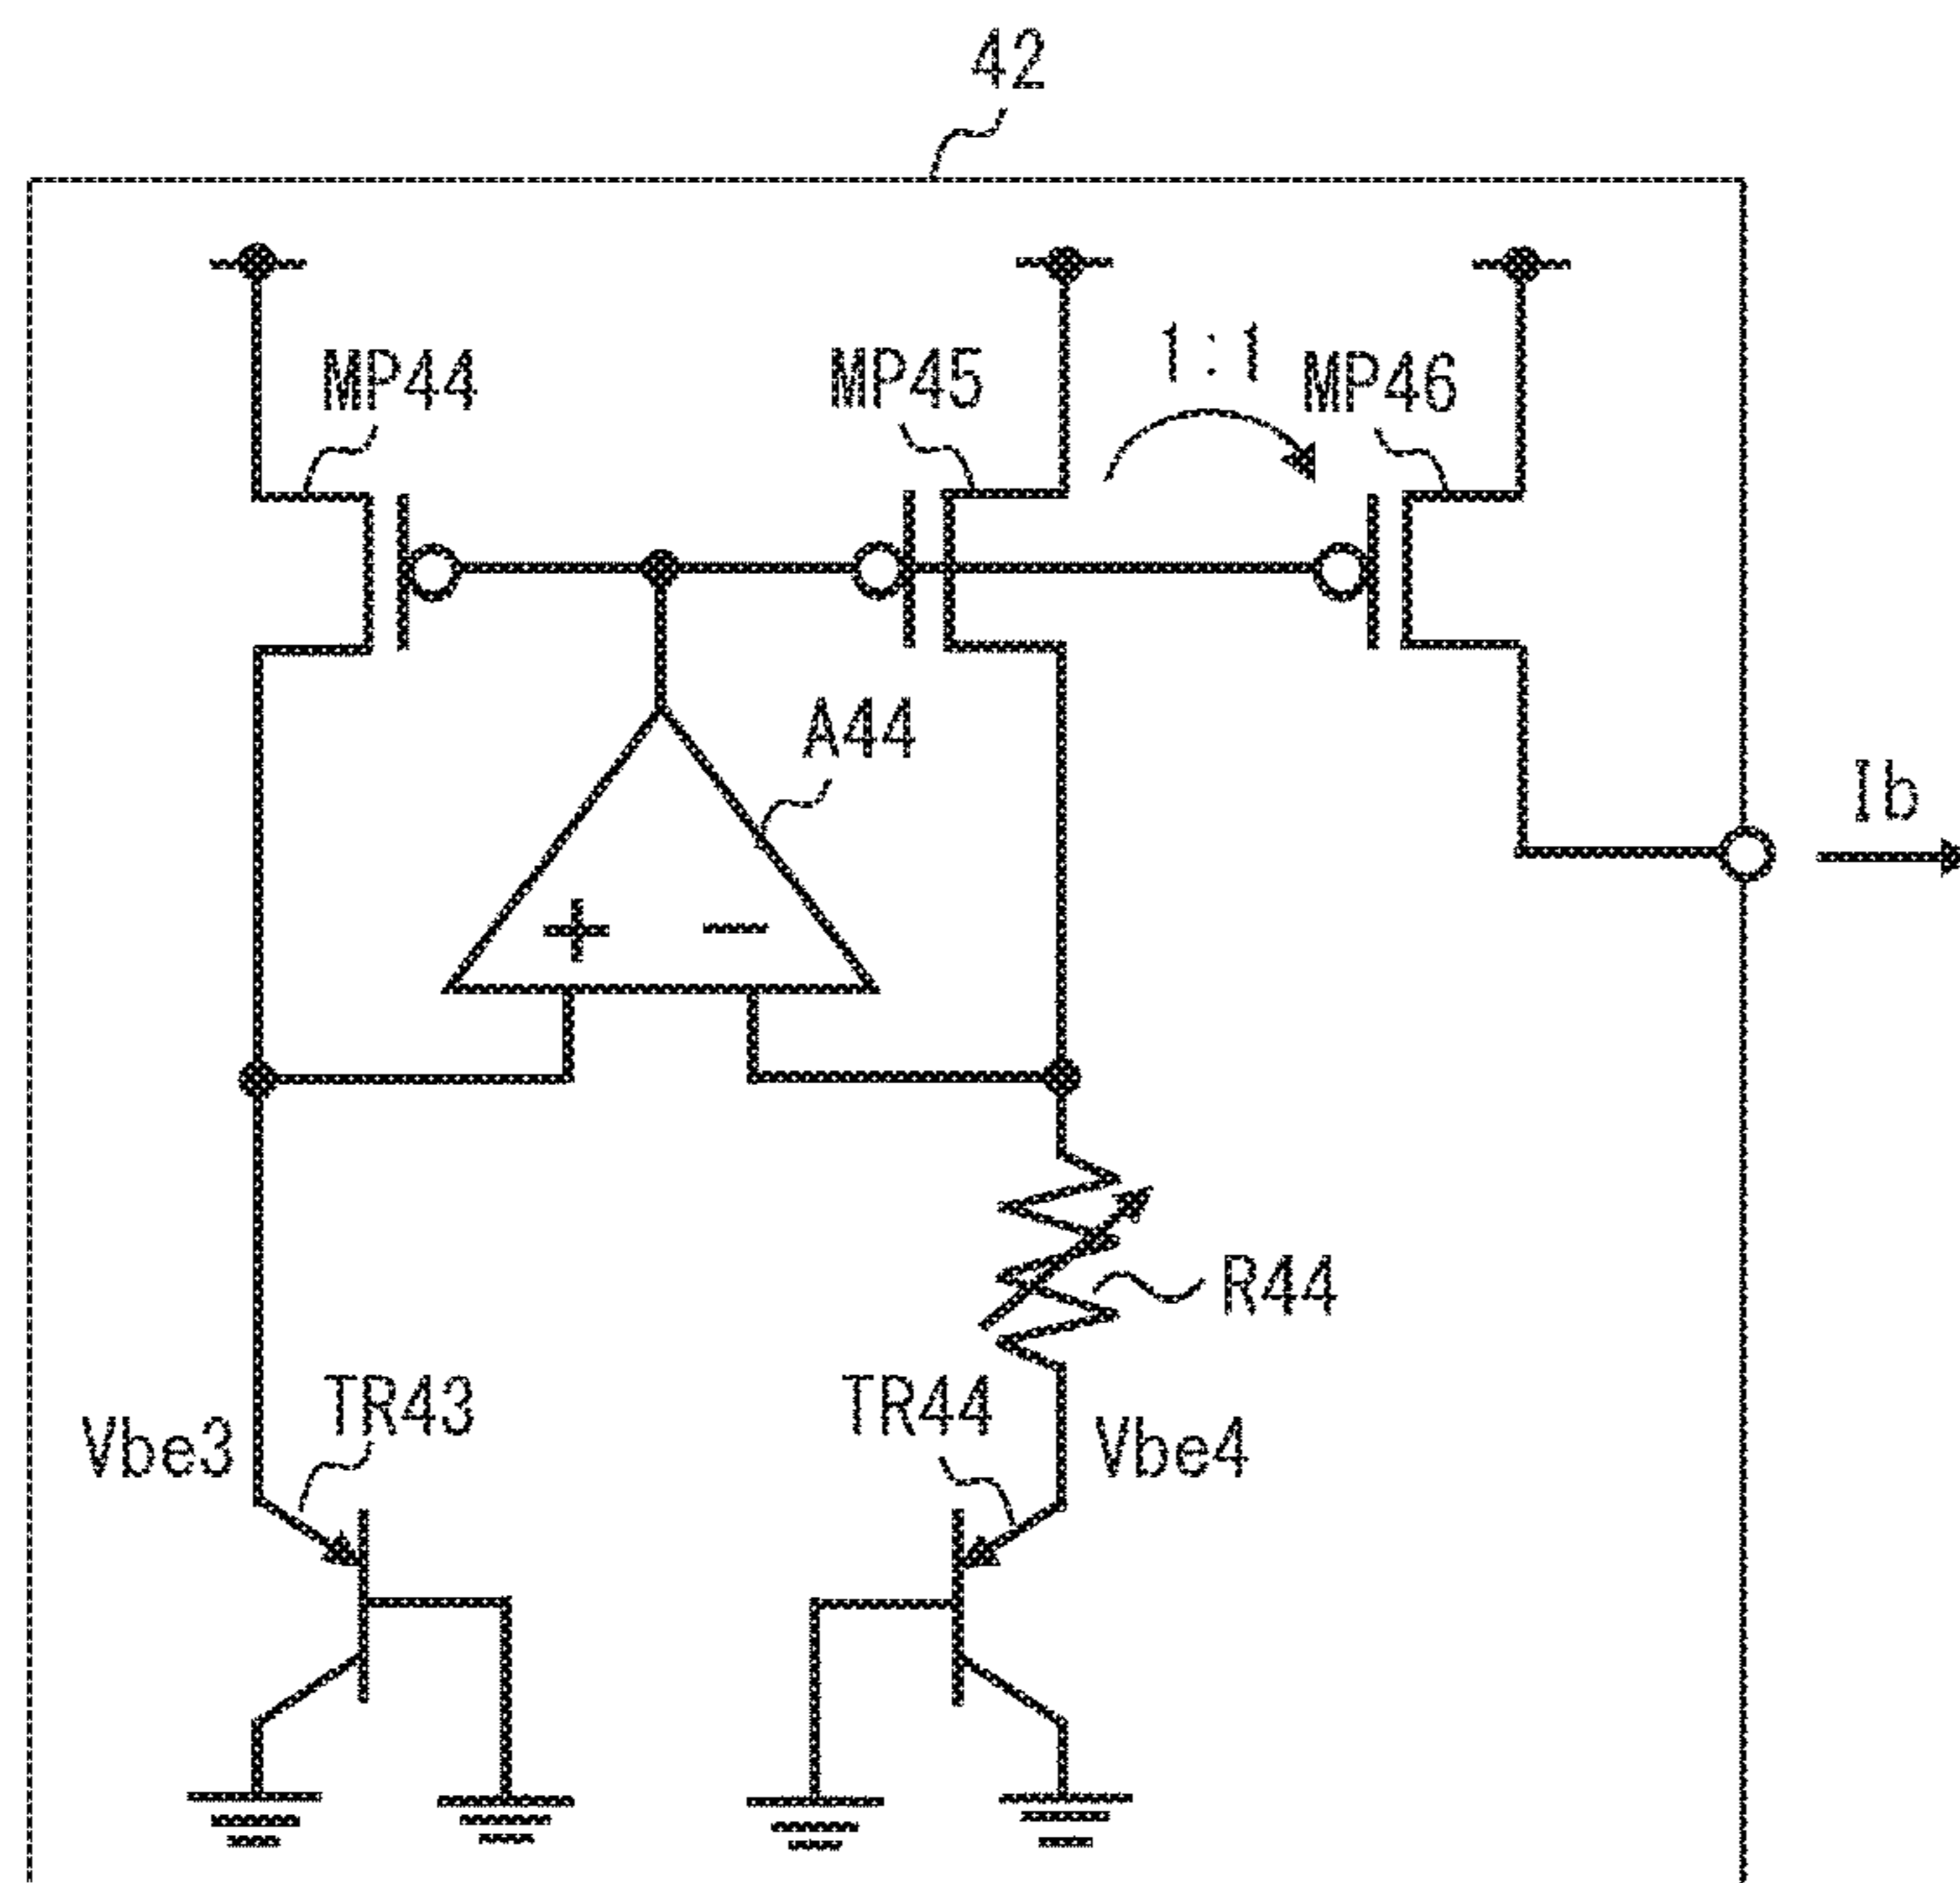 42
1:1
MP44
MP45
MP46
A44
Ib
+
−
R44
TR43
TR44
Vbe3
Vbe4